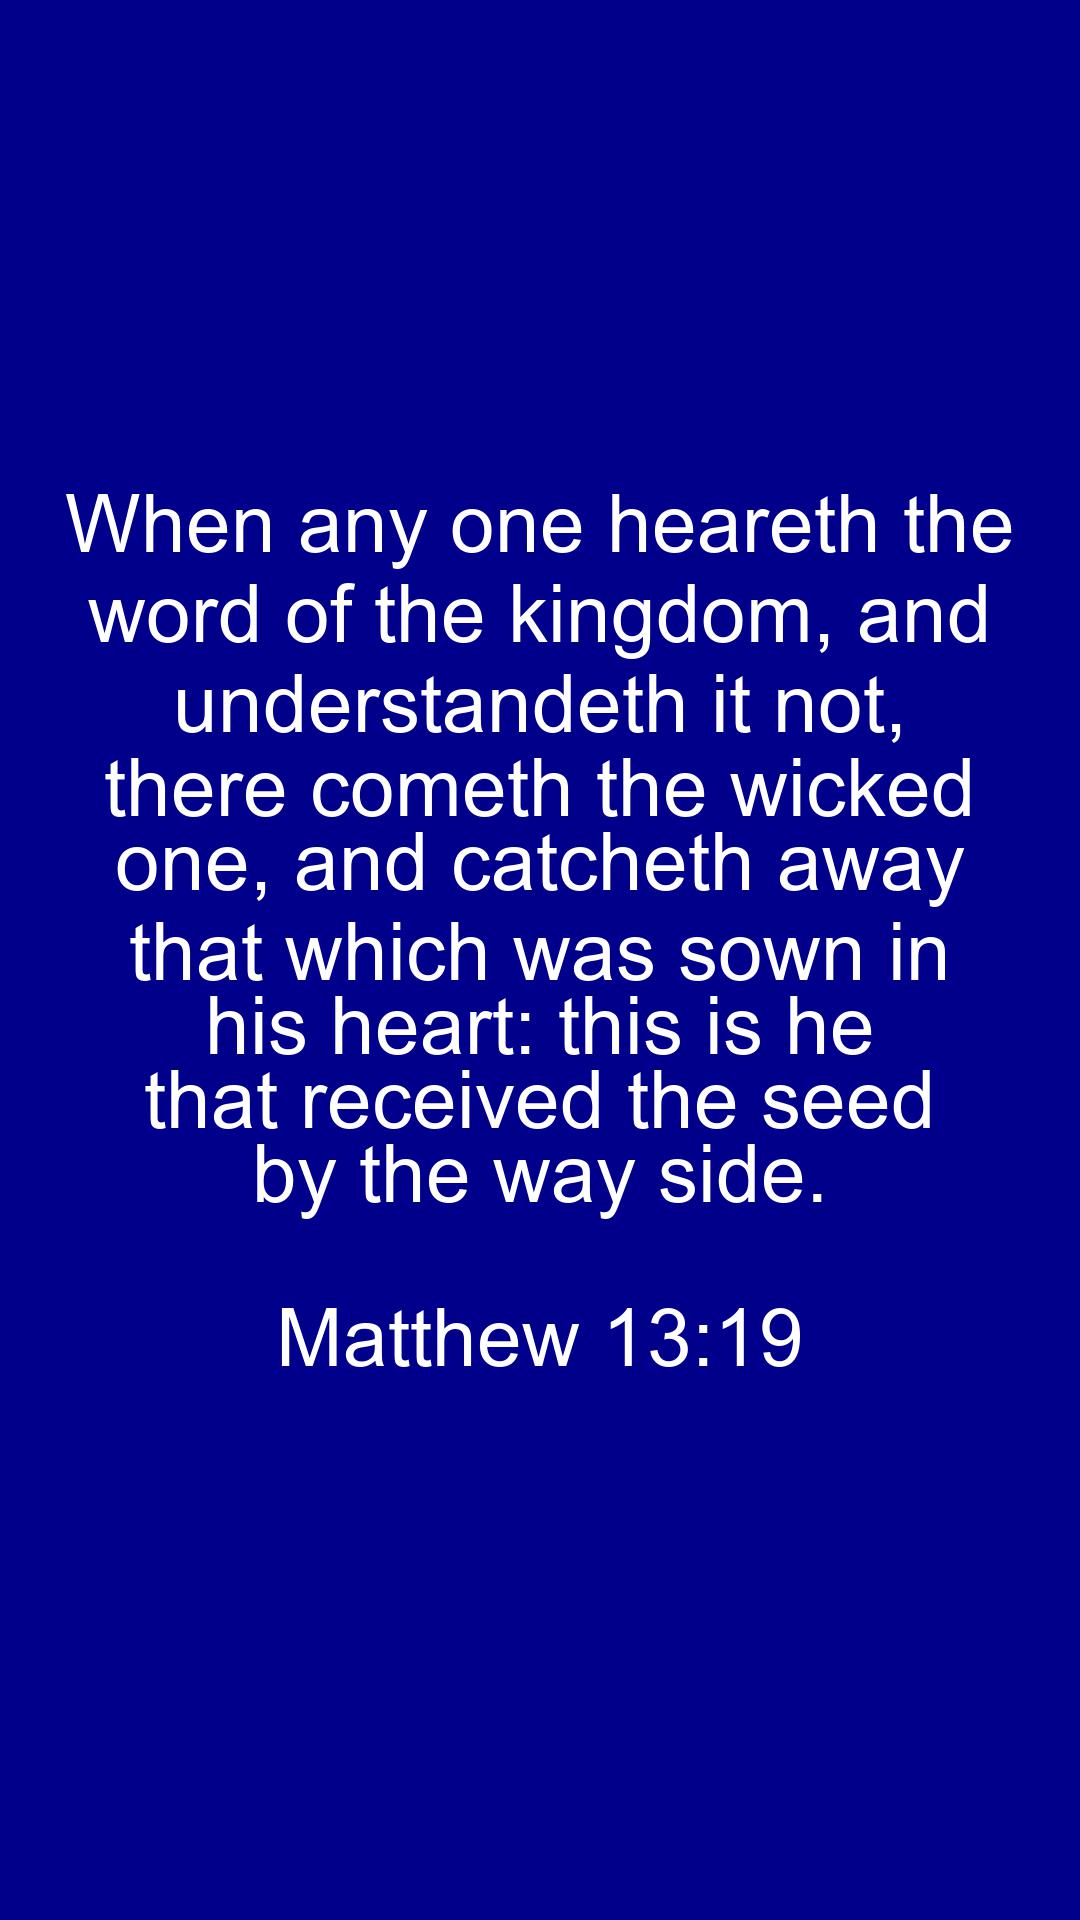 When any one heareth the
word of the kingdom, and
understandeth it not,
there cometh the wicked
one, and catcheth away
that which was sown in
his heart: this is he
that received the seed
by the way side.
Matthew 13:19